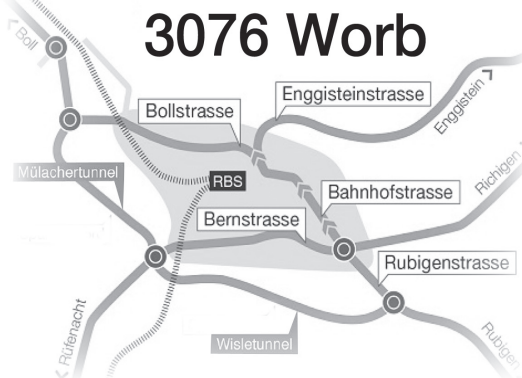 3076 Worb
< Boll
Enggisteinstrasse
Bollstrasse
Enggistein >
Mülachertunnel
RBS
Richigen
Bahnhofstrasse
Bernstrasse
Rubigenstrasse
< Rüfenacht
Wisletunnel
Rubigen